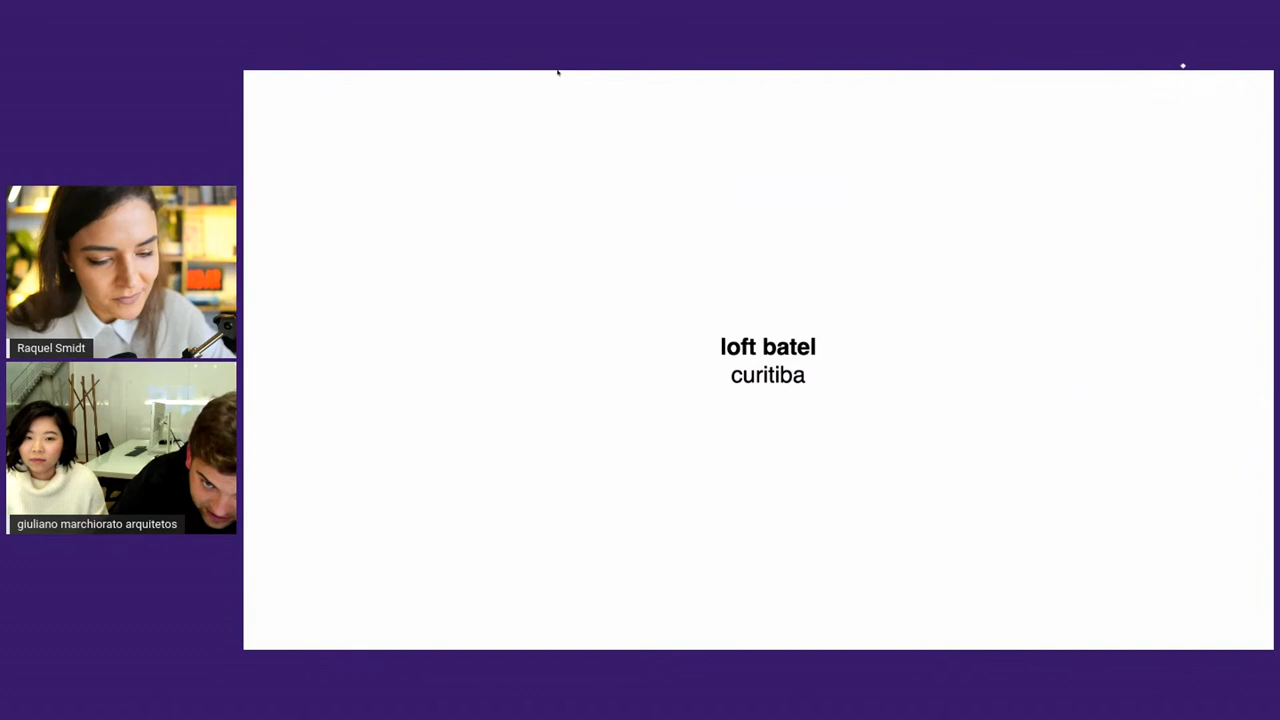 loft batel
curitiba
Raquel Smidt
giuliano marchiorato arquitetos